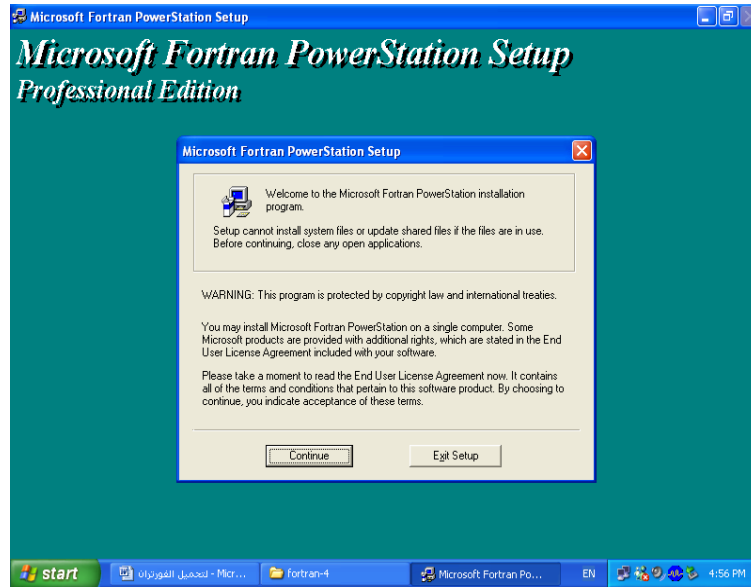 Microsoft Fortran PowerStation Setup
Microsoft Fortran PowerStation Setup
Professional Edition
Microsoft Fortran PowerStation Setup
Welcome to the Microsoft Fortran PowerStation installation
program.
Setup cannot install system files or update shared files if the files are in use.
Before continuing, close any open applications.
WARNING: This program is protected by copyright law and international treaties.
You may install Microsoft Fortran PowerStation on a single computer. Some
Microsoft products are provided with additional rights, which are stated in the End
User License Agreement included with your software.
Please take a moment to read the End User License Agreement now. It contains
all of the terms and conditions that pertain to this software product. By choosing to
continue, you indicate acceptance of these terms.
Continue
Exit Setup
start
لتحميل الفورتران - Micr...
fortran-4
Microsoft Fortran Po...
EN
4:56 PM